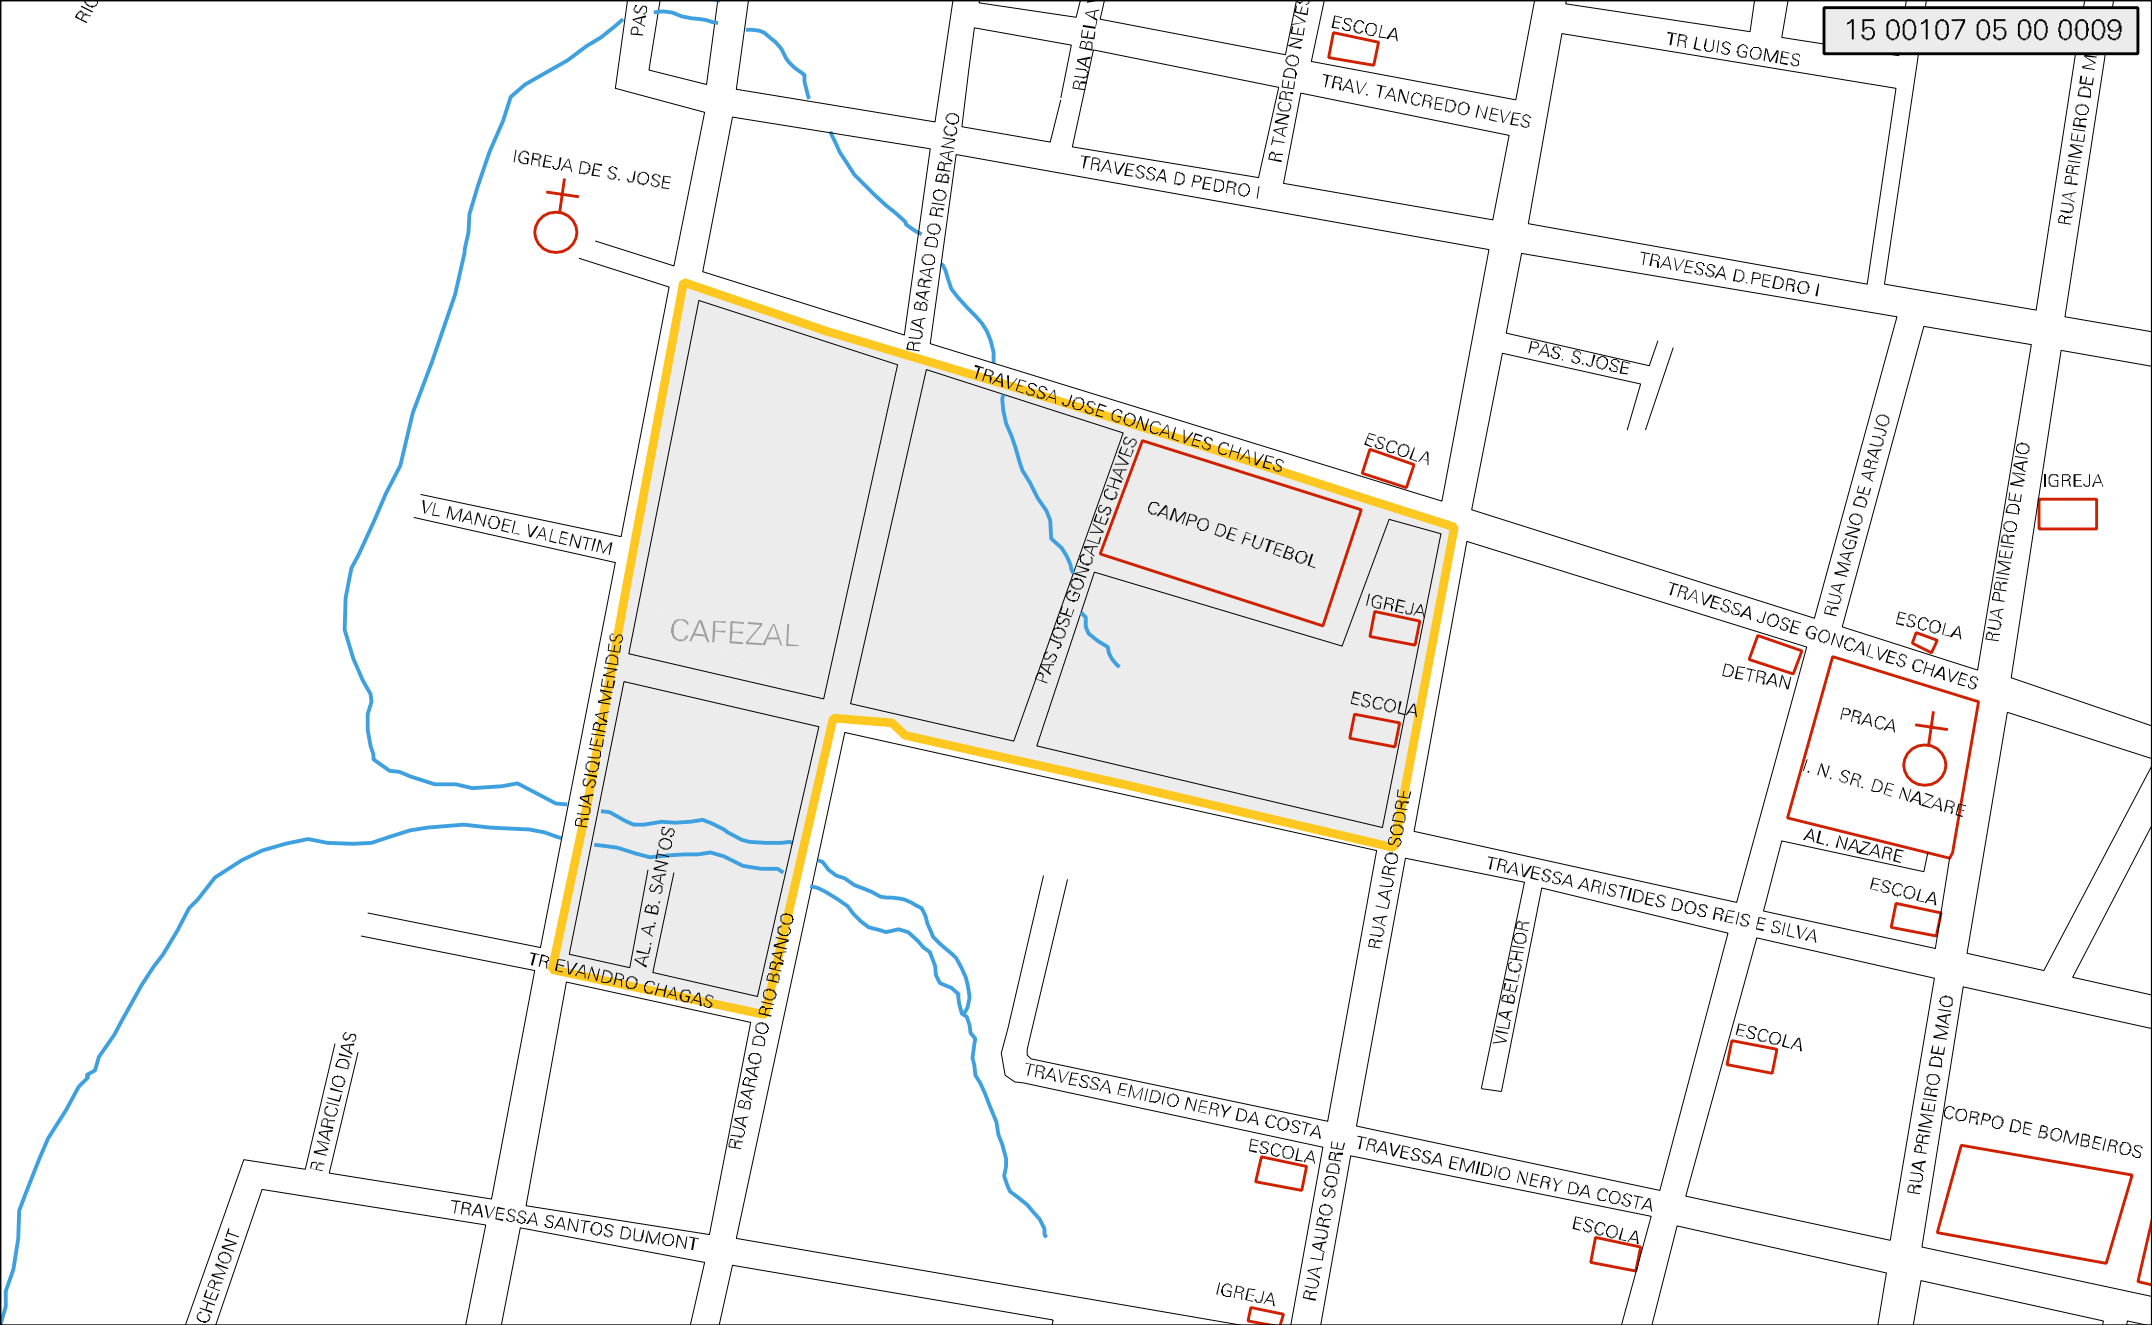 RIO
PAS
RUA BELA V
R TANCREDO NEVES
ESCOLA
TR LUIS GOMES
15 00107 05 00 0009
TRAV. TANCREDO NEVES
RUA PRIMEIRO DE M
IGREJA DE S. JOSE
TRAVESSA D PEDRO I
RUA BARAO DO RIO BRANCO
TRAVESSA D.PEDRO I
PAS. S.JOSE
TRAVESSA JOSE GONCALVES CHAVES
ESCOLA
RUA MAGNO DE ARAUJO
RUA PRIMEIRO DE MAIO
IGREJA
VL MANOEL VALENTIM
PAS JOSE GONCALVES CHAVES
CAMPO DE FUTEBOL
IGREJA
TRAVESSA JOSE GONCALVES CHAVES
ESCOLA
CAFEZAL
DETRAN
RUA SIQUEIRA MENDES
ESCOLA
PRACA
I. N. SR. DE NAZARE
RUA LAURO SODRE
AL. NAZARE
AL. A. B. SANTOS
TRAVESSA ARISTIDES DOS REIS E SILVA
ESCOLA
TR EVANDRO CHAGAS
RUA BARAO DO RIO BRANCO
VILA BELCHIOR
RUA PRIMEIRO DE MAIO
R MARCILIO DIAS
ESCOLA
TRAVESSA EMIDIO NERY DA COSTA
CORPO DE BOMBEIROS
ESCOLA
TRAVESSA EMIDIO NERY DA COSTA
RUA LAURO SODRE
TRAVESSA SANTOS DUMONT
ESCOLA
CHERMONT
IGREJA